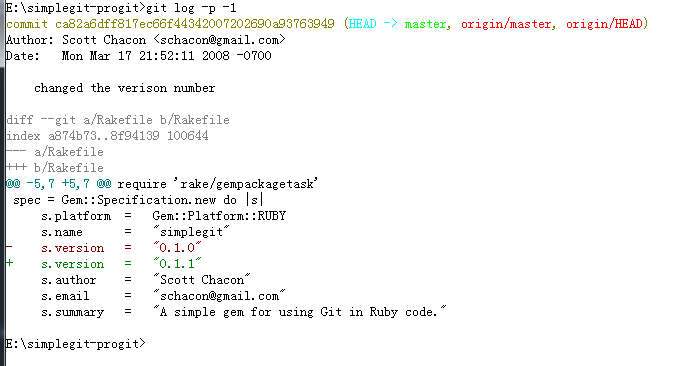 E:\simplegit-progit>git log -p -1
commit ca82a6dff817ec66f44342007202690a93763949 (HEAD -> master, origin/master, origin/HEAD)
Author: Scott Chacon <schacon@gmail.com>
Date:   Mon Mar 17 21:52:11 2008 -0700

    changed the verison number

diff --git a/Rakefile b/Rakefile
index a874b73..8f94139 100644
--- a/Rakefile
+++ b/Rakefile
@@ -5,7 +5,7 @@ require 'rake/gempackagetask'
 spec = Gem::Specification.new do |s|
     s.platform  =   Gem::Platform::RUBY
     s.name      =   "simplegit"
-    s.version   =   "0.1.0"
+    s.version   =   "0.1.1"
     s.author    =   "Scott Chacon"
     s.email     =   "schacon@gmail.com"
     s.summary   =   "A simple gem for using Git in Ruby code."

E:\simplegit-progit>